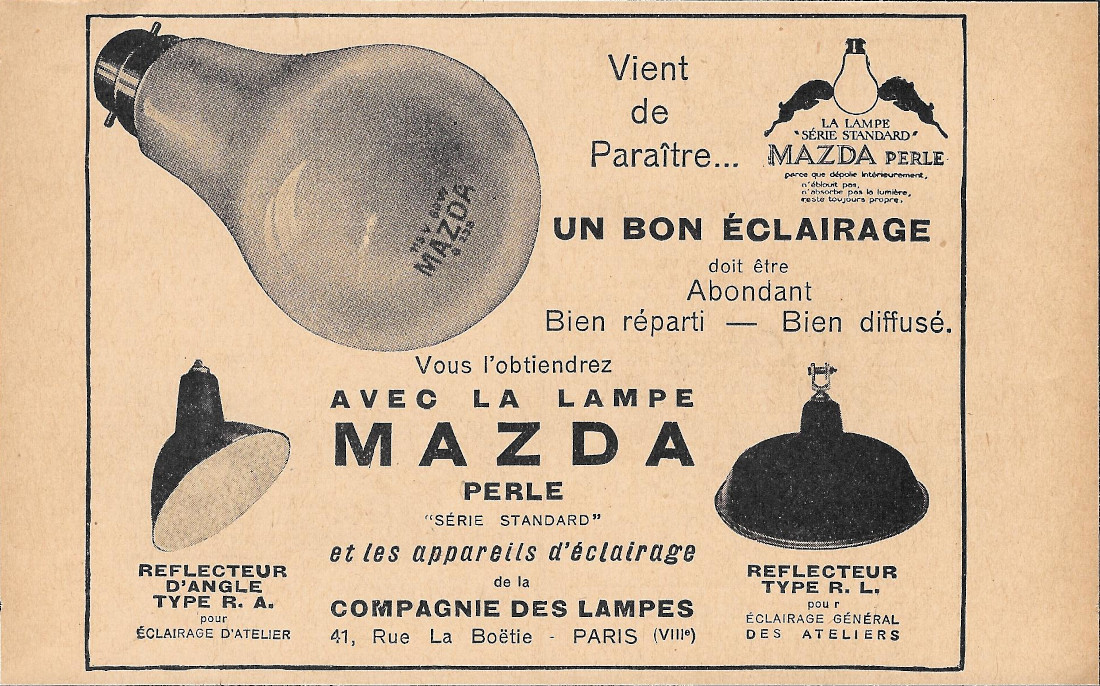 115 V 60 W
MAZDA
Vient
de
Paraître...
LA LAMPE
"SÉRIE STANDARD"
MAZDA PERLE
parce que dépolie intérieurement,
n'éblouit pas,
n'absorbe pas la lumière,
reste toujours propre.
UN BON ÉCLAIRAGE
doit être
Abondant
Bien réparti — Bien diffusé.
Vous l'obtiendrez
AVEC LA LAMPE
MAZDA
PERLE
"SÉRIE STANDARD"
et les appareils d'éclairage
de la
COMPAGNIE DES LAMPES
41, Rue La Boëtie - PARIS (VIIIe)
REFLECTEUR
D'ANGLE
TYPE R. A.
pour
ÉCLAIRAGE D'ATELIER
REFLECTEUR
TYPE R. L.
pour
ÉCLAIRAGE GÉNÉRAL
DES ATELIERS